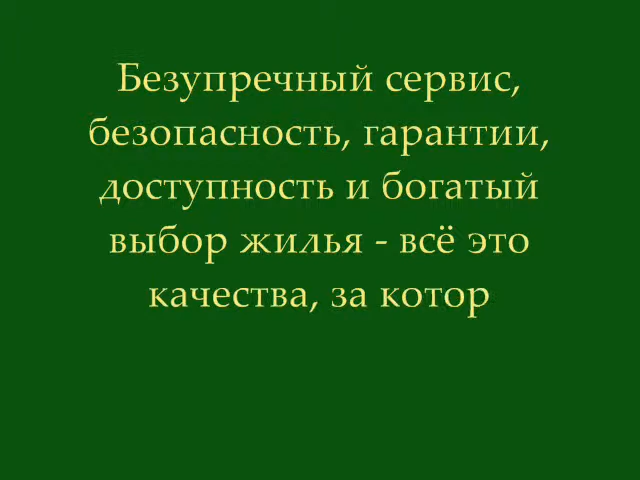 Безупречный сервис,
безопасность, гарантии,
доступность и богатый
выбор жилья - всё это
качества, за котор